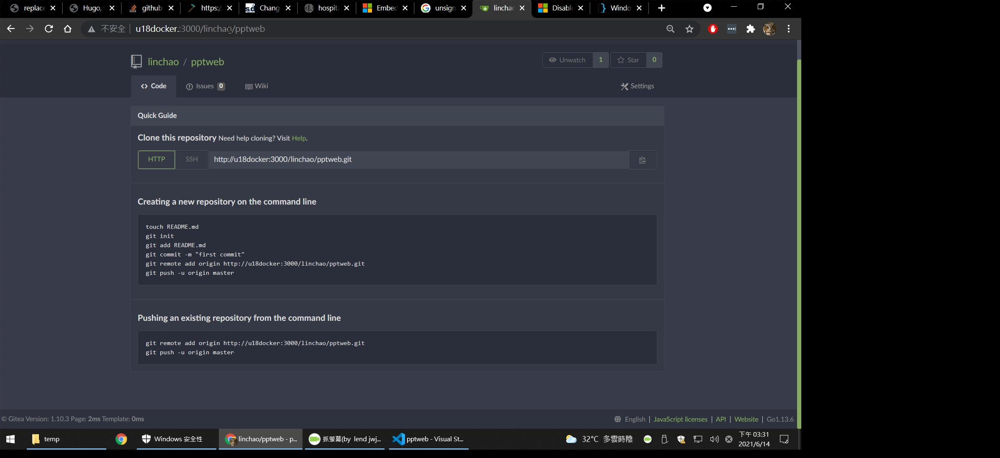 replace
Hugo,
github
https:/
Chang
hospit
Embed
unsign
linchao
Disabl
Windo
不安全 u18docker.:3000/linchao/pptweb
linchao / pptweb
Unwatch 1 Star 0
Code Issues 0 Wiki Settings
Quick Guide
Clone this repository Need help cloning? Visit Help.
HTTP SSH http://u18docker:3000/linchao/pptweb.git
Creating a new repository on the command line
touch README.md
git init
git add README.md
git commit -m "first commit"
git remote add origin http://u18docker:3000/linchao/pptweb.git
git push -u origin master
Pushing an existing repository from the command line
git remote add origin http://u18docker:3000/linchao/pptweb.git
git push -u origin master
© Gitea Version: 1.10.3 Page: 2ms Template: 0ms
English | JavaScript licenses | API | Website | Go1.13.6
temp
Windows 安全性
linchao/pptweb - p...
抓螢幕(by lend jwj...
pptweb - Visual St...
32°C 多雲時陰
下午 03:31
2021/6/14